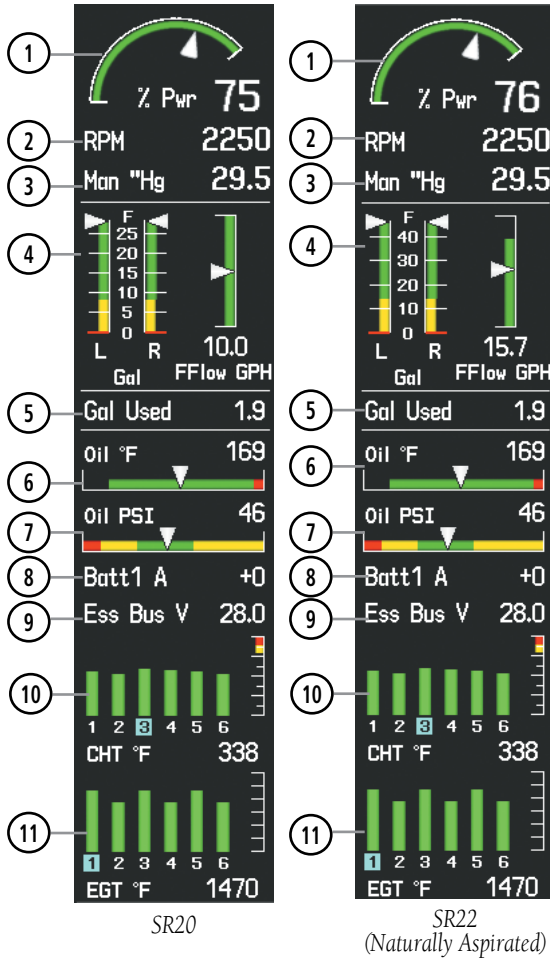 1
% Pwr 75
2
RPM 2250
3
Man "Hg 29.5
4
F
25
20
15
10
5
0
L R
Gal
10.0
FFlow GPH
5
Gal Used 1.9
6
Oil °F 169
7
Oil PSI 46
8
Batt1 A +0
9
Ess Bus V 28.0
10
1 2 3 4 5 6
CHT °F 338
11
1 2 3 4 5 6
EGT °F 1470
SR20
1
% Pwr 76
2
RPM 2250
3
Man "Hg 29.5
4
F
40
30
20
10
0
L R
Gal
15.7
FFlow GPH
5
Gal Used 1.9
6
Oil °F 169
7
Oil PSI 46
8
Batt1 A +0
9
Ess Bus V 28.0
10
1 2 3 4 5 6
CHT °F 338
11
1 2 3 4 5 6
EGT °F 1470
SR22
(Naturally Aspirated)